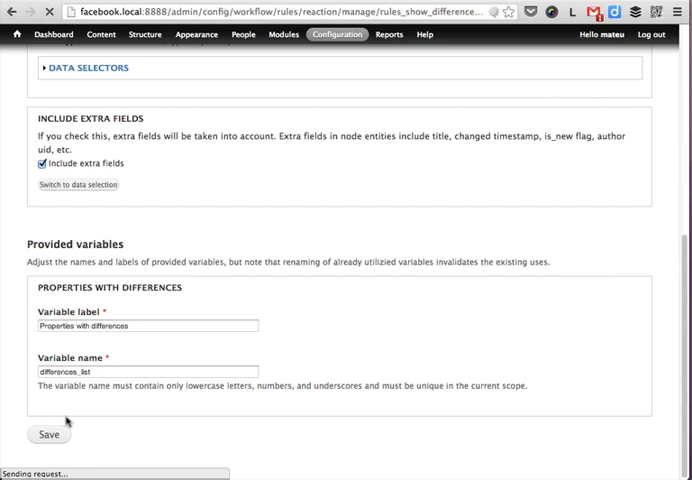 facebook.local:8888/admin/config/workflow/rules/reaction/manage/rules_show_difference...
Dashboard Content Structure Appearance People Modules Configuration Reports Help Hello mateu Log out
DATA SELECTORS
INCLUDE EXTRA FIELDS
If you check this, extra fields will be taken into account. Extra fields in node entities include title, changed timestamp, is_new flag, author
uid, etc.
Include extra fields
Switch to data selection
Provided variables
Adjust the names and labels of provided variables, but note that renaming of already utilizied variables invalidates the existing uses.
PROPERTIES WITH DIFFERENCES
Variable label *
Properties with differences
Variable name *
differences_list
The variable name must contain only lowercase letters, numbers, and underscores and must be unique in the current scope.
Save
Sending request...